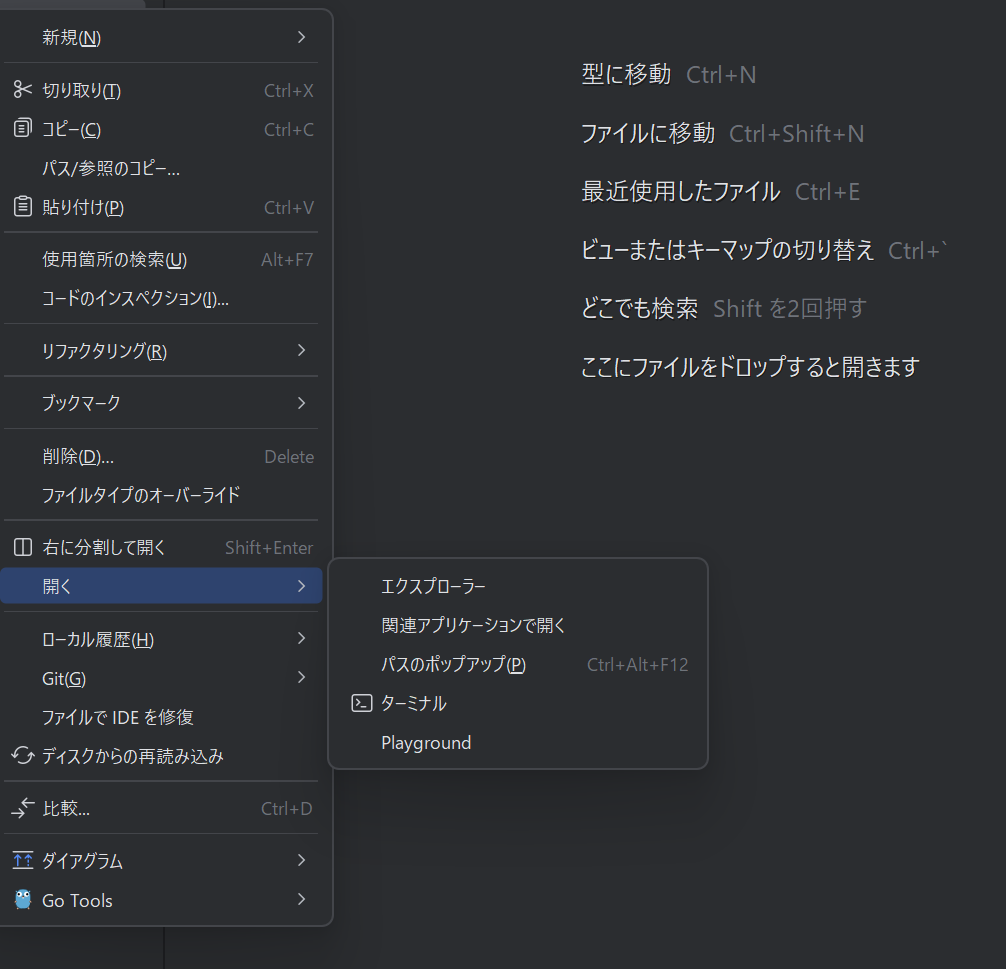 新規(N)
切り取り(T) Ctrl+X
コピー(C) Ctrl+C
パス/参照のコピー...
貼り付け(P) Ctrl+V
使用箇所の検索(U) Alt+F7
コードのインスペクション(I)...
リファクタリング(R)
ブックマーク
削除(D)... Delete
ファイルタイプのオーバーライド
右に分割して開く Shift+Enter
開く
ローカル履歴(H)
Git(G)
ファイルで IDE を修復
ディスクからの再読み込み
比較... Ctrl+D
ダイアグラム
Go Tools
エクスプローラー
関連アプリケーションで開く
パスのポップアップ(P) Ctrl+Alt+F12
ターミナル
Playground
型に移動 Ctrl+N
ファイルに移動 Ctrl+Shift+N
最近使用したファイル Ctrl+E
ビューまたはキーマップの切り替え Ctrl+`
どこでも検索 Shift を2回押す
ここにファイルをドロップすると開きます